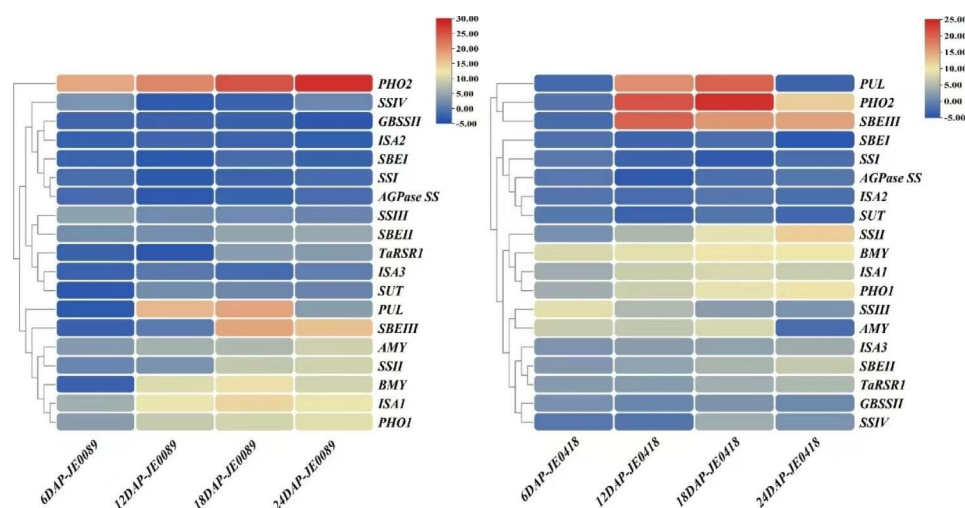 30.00
25.00
20.00
15.00
10.00
5.00
0.00
-5.00
PHO2
SSIV
GBSSII
ISA2
SBEI
SSI
AGPase SS
SSIII
SBEII
TaRSR1
ISA3
SUT
PUL
SBEIII
AMY
SSII
BMY
ISA1
PHO1
6DAP-JE0089
12DAP-JE0089
18DAP-JE0089
24DAP-JE0089
25.00
20.00
15.00
10.00
5.00
0.00
-5.00
PUL
PHO2
SBEIII
SBEI
SSI
AGPase SS
ISA2
SUT
SSII
BMY
ISA1
PHO1
SSIII
AMY
ISA3
SBEII
TaRSR1
GBSSII
SSIV
6DAP-JE0418
12DAP-JE0418
18DAP-JE0418
24DAP-JE0418